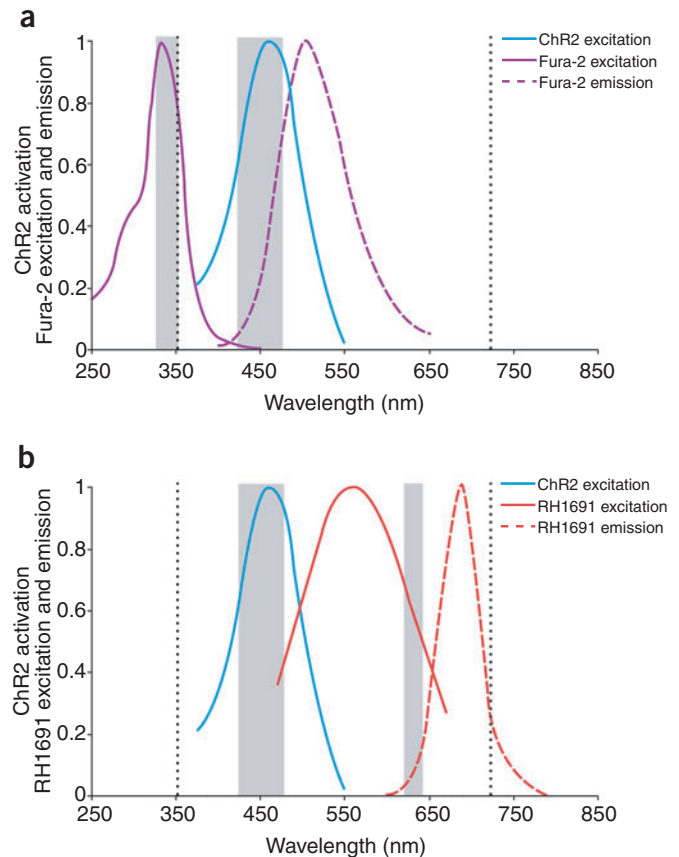 a
ChR2 excitation
Fura-2 excitation
Fura-2 emission
ChR2 activation
Fura-2 excitation and emission
1
0.8
0.6
0.4
0.2
0
250 350 450 550 650 750 850
Wavelength (nm)
b
ChR2 excitation
RH1691 excitation
RH1691 emission
ChR2 activation
RH1691 excitation and emission
1
0.8
0.6
0.4
0.2
0
250 350 450 550 650 750 850
Wavelength (nm)